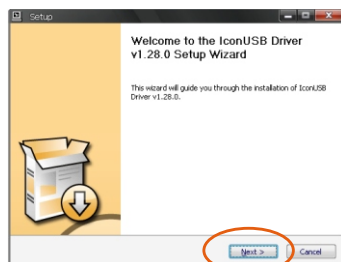 Setup
Welcome to the IconUSB Driver
v1.28.0 Setup Wizard
This wizard will guide you through the installation of IconUSB
Driver v1.28.0.
Next >
Cancel